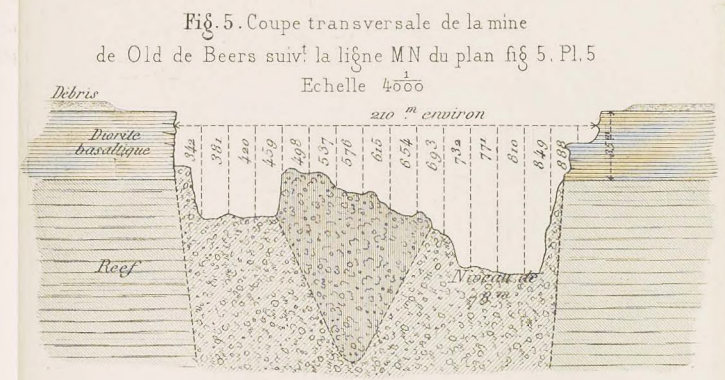 Fig. 5. Coupe transversale de la mine
de Old de Beers suivt. la ligne MN du plan fig 5. Pl. 5
Echelle 1/4000
Débris
210 m environ
Diorite
basaltique
342 381 420 459 498 537 576 615 654 693 732 771 810 849 888
Reef
Niveau de